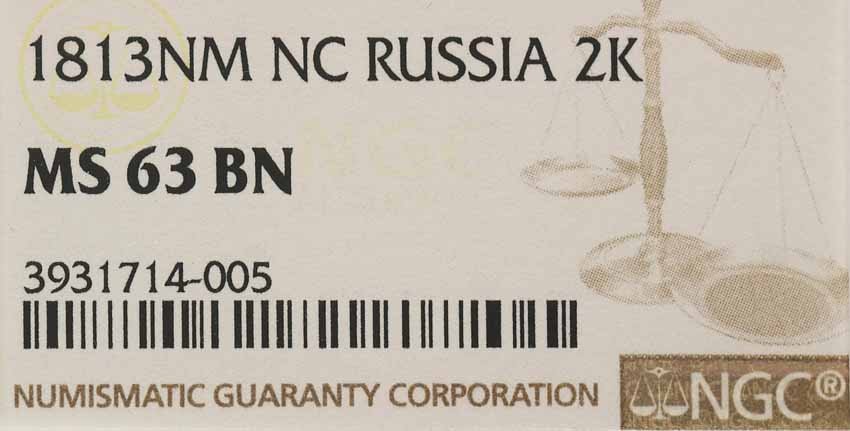 1813NM NC RUSSIA 2K
MS 63 BN
3931714-005
NUMISMATIC GUARANTY CORPORATION
NGC®